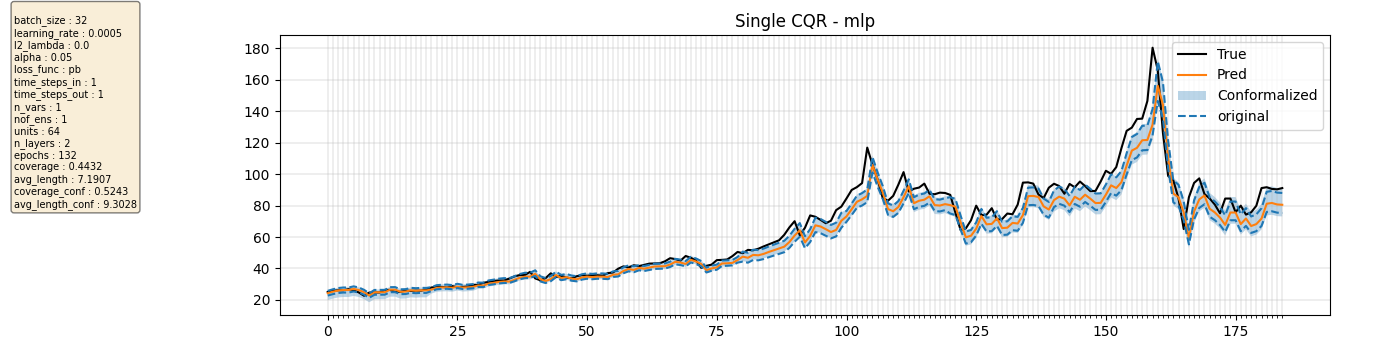 batch_size : 32
learning_rate : 0.0005
l2_lambda : 0.0
alpha : 0.05
loss_func : pb
time_steps_in : 1
time_steps_out : 1
n_vars : 1
nof_ens : 1
units : 64
n_layers : 2
epochs : 132
coverage : 0.4432
avg_length : 7.1907
coverage_conf : 0.5243
avg_length_conf : 9.3028
Single CQR - mlp
180
160
140
120
100
80
60
40
20
True
Pred
Conformalized
original
0 25 50 75 100 125 150 175